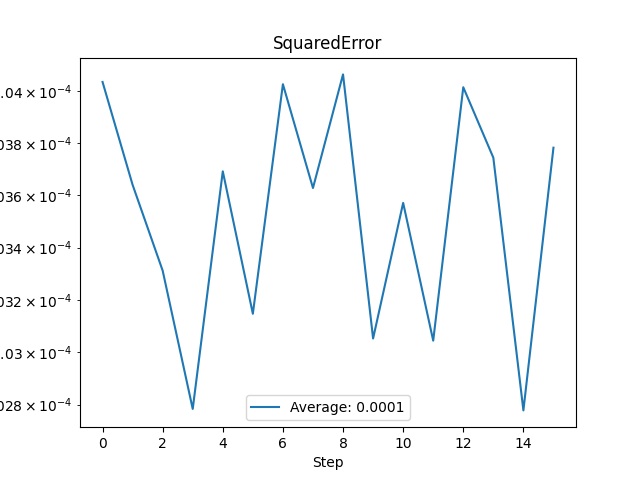 SquaredError
.04 × 10⁻⁴
038 × 10⁻⁴
036 × 10⁻⁴
034 × 10⁻⁴
032 × 10⁻⁴
.03 × 10⁻⁴
028 × 10⁻⁴
Average: 0.0001
0 2 4 6 8 10 12 14
Step